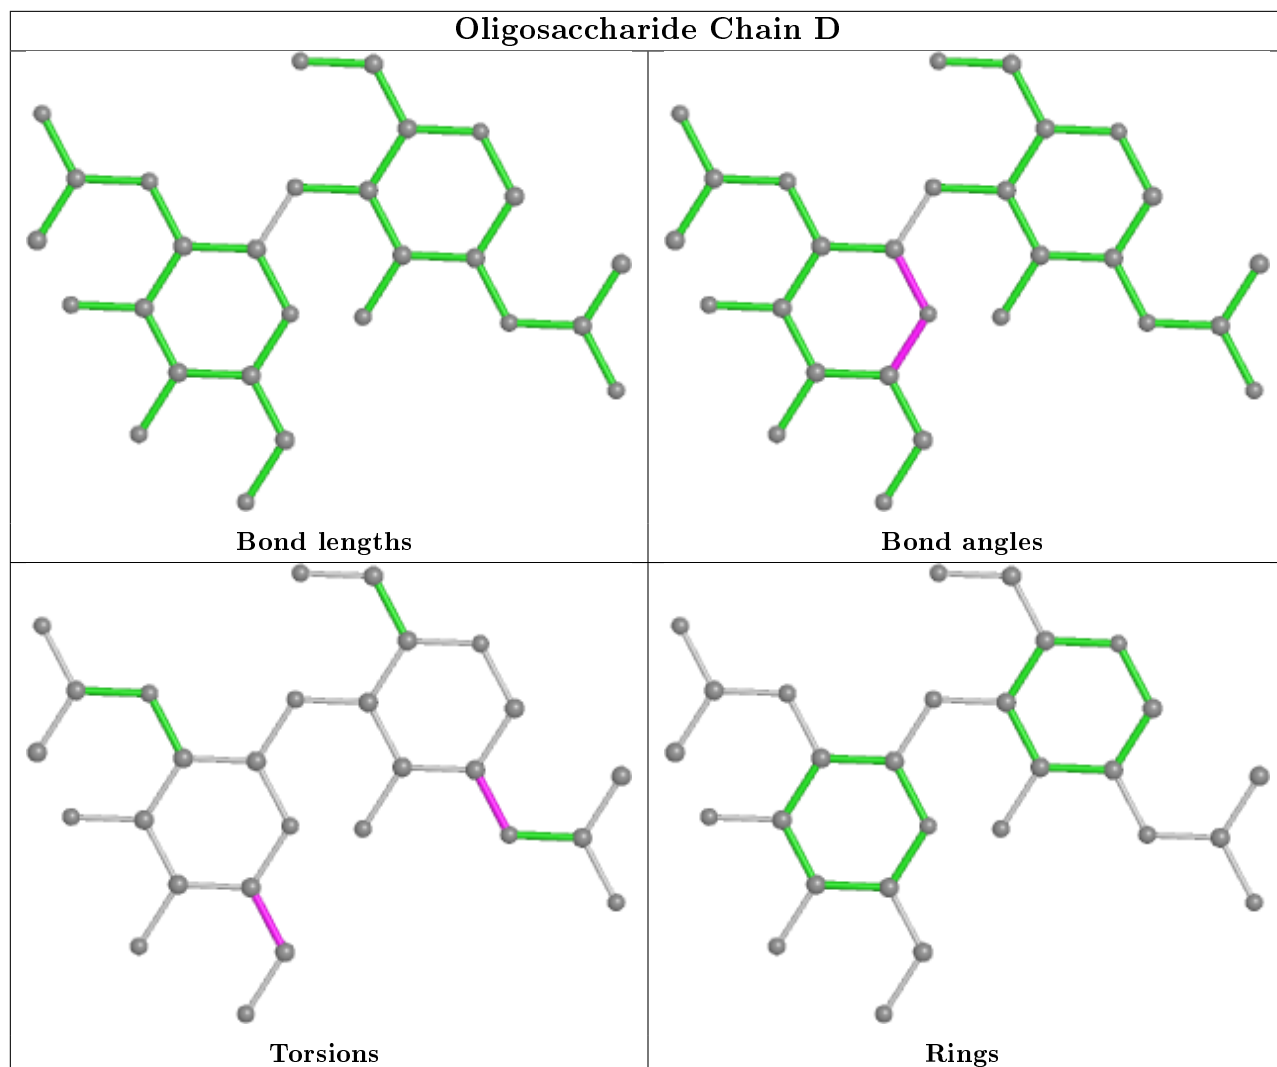 Oligosaccharide Chain D
Bond lengths
Bond angles
Torsions
Rings